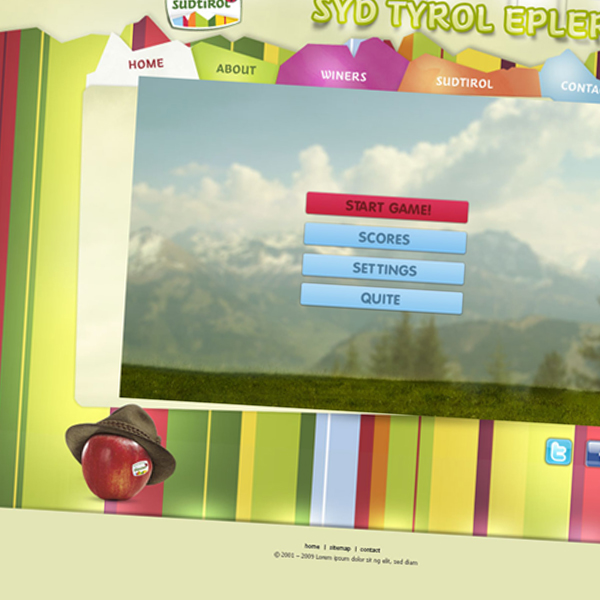 SÜDTIROL
SYD TYROL EPLER
HOME
ABOUT
WINERS
SUDTIROL
CONTA
START GAME!
SCORES
SETTINGS
QUITE
home | sitemap | contact
© 2001 – 2009 Lorem ipsum dolor sit ng elit, sed diam